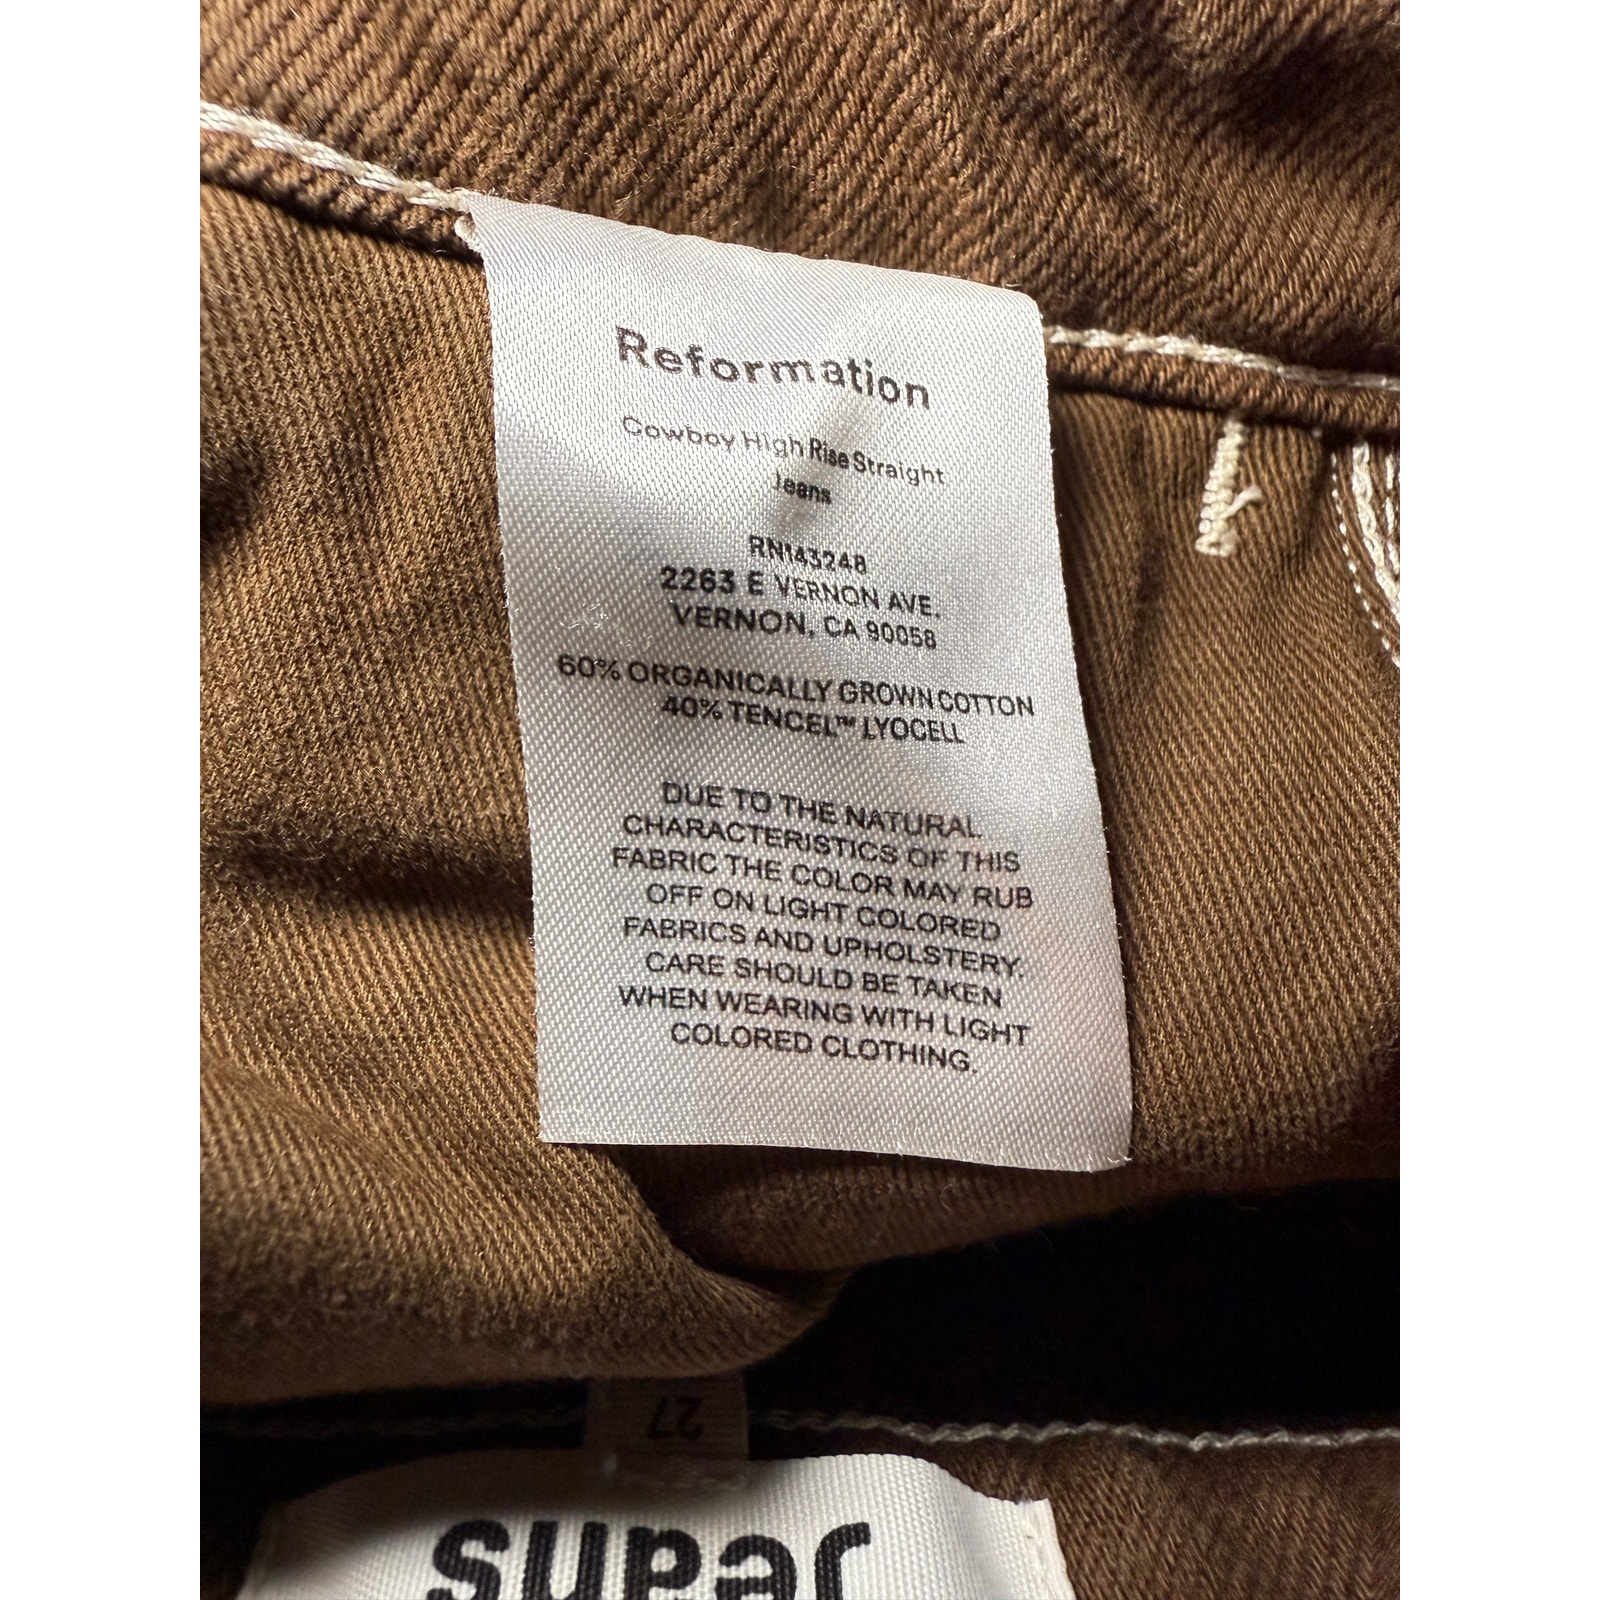 Reformation
Cowboy High Rise Straight
Jeans
RN143248
2263 E VERNON AVE.
VERNON, CA 90058
60% ORGANICALLY GROWN COTTON
40% TENCEL™ LYOCELL
DUE TO THE NATURAL
CHARACTERISTICS OF THIS
FABRIC THE COLOR MAY RUB
OFF ON LIGHT COLORED
FABRICS AND UPHOLSTERY.
CARE SHOULD BE TAKEN
WHEN WEARING WITH LIGHT
COLORED CLOTHING.
27
Jeans